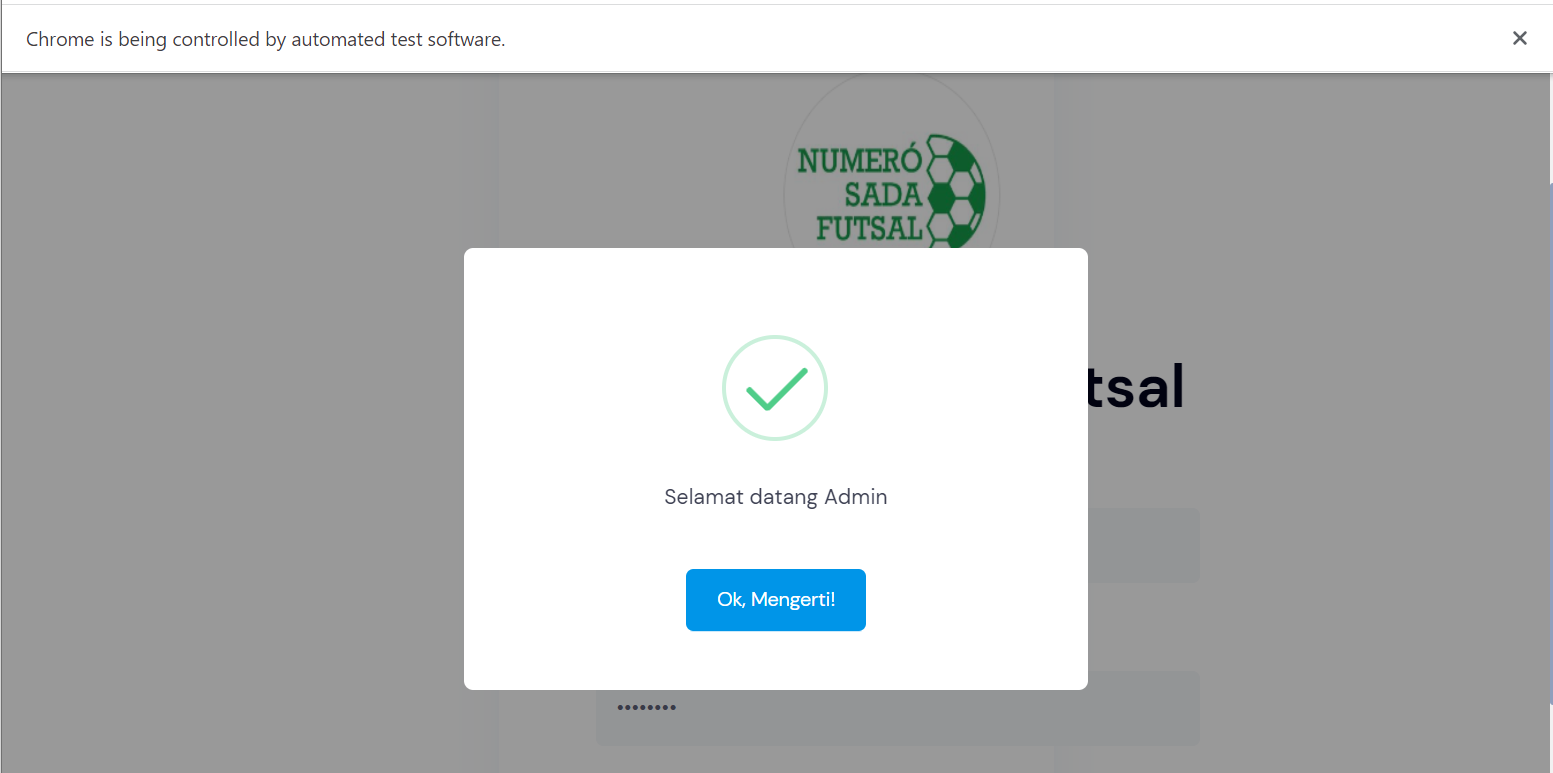 Chrome is being controlled by automated test software.
NUMERÓ
SADA
FUTSAL
tsal
Selamat datang Admin
Ok, Mengerti!
••••••••